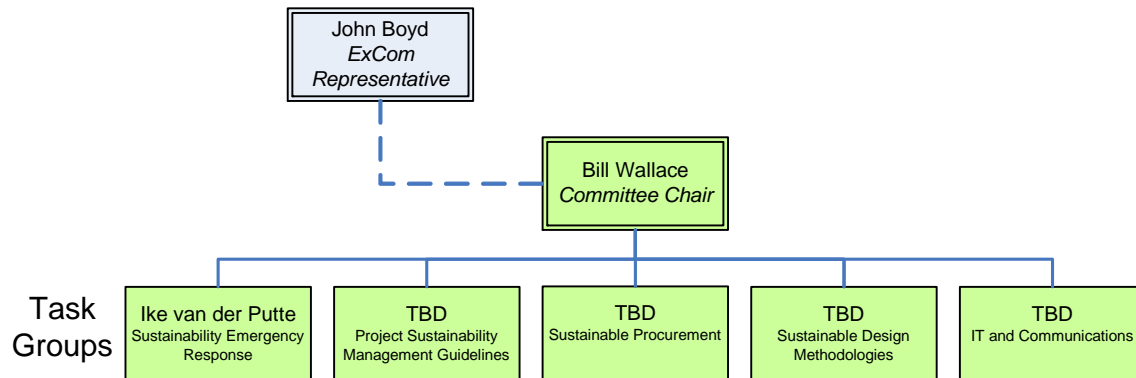 John Boyd
ExCom
Representative
Bill Wallace
Committee Chair
Task
Groups
Ike van der Putte
Sustainability Emergency
Response
TBD
Project Sustainability
Management Guidelines
TBD
Sustainable Procurement
TBD
Sustainable Design
Methodologies
TBD
IT and Communications